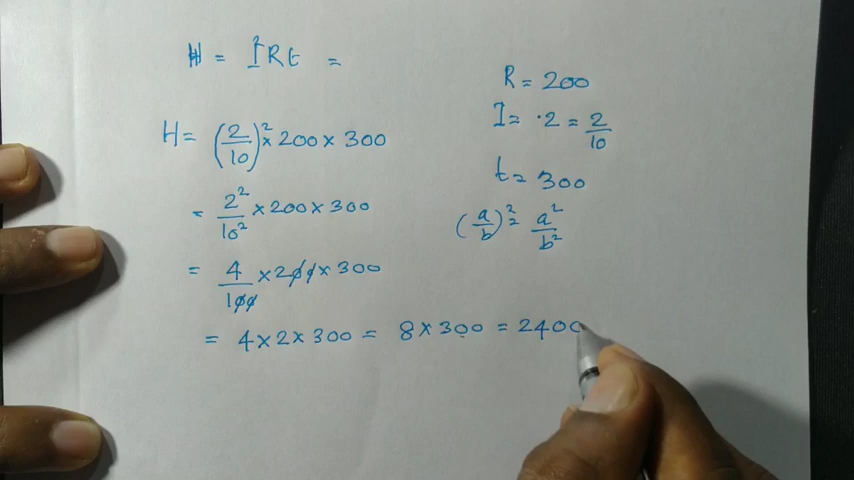 H = I²Rt =
R = 200
I = .2 = 2/10
H = (2/10)² × 200 × 300
t = 300
= 2²/10² × 200 × 300
(a/b)² = a²/b²
= 4/100 × 200 × 300
= 4 × 2 × 300 = 8 × 300 = 2400